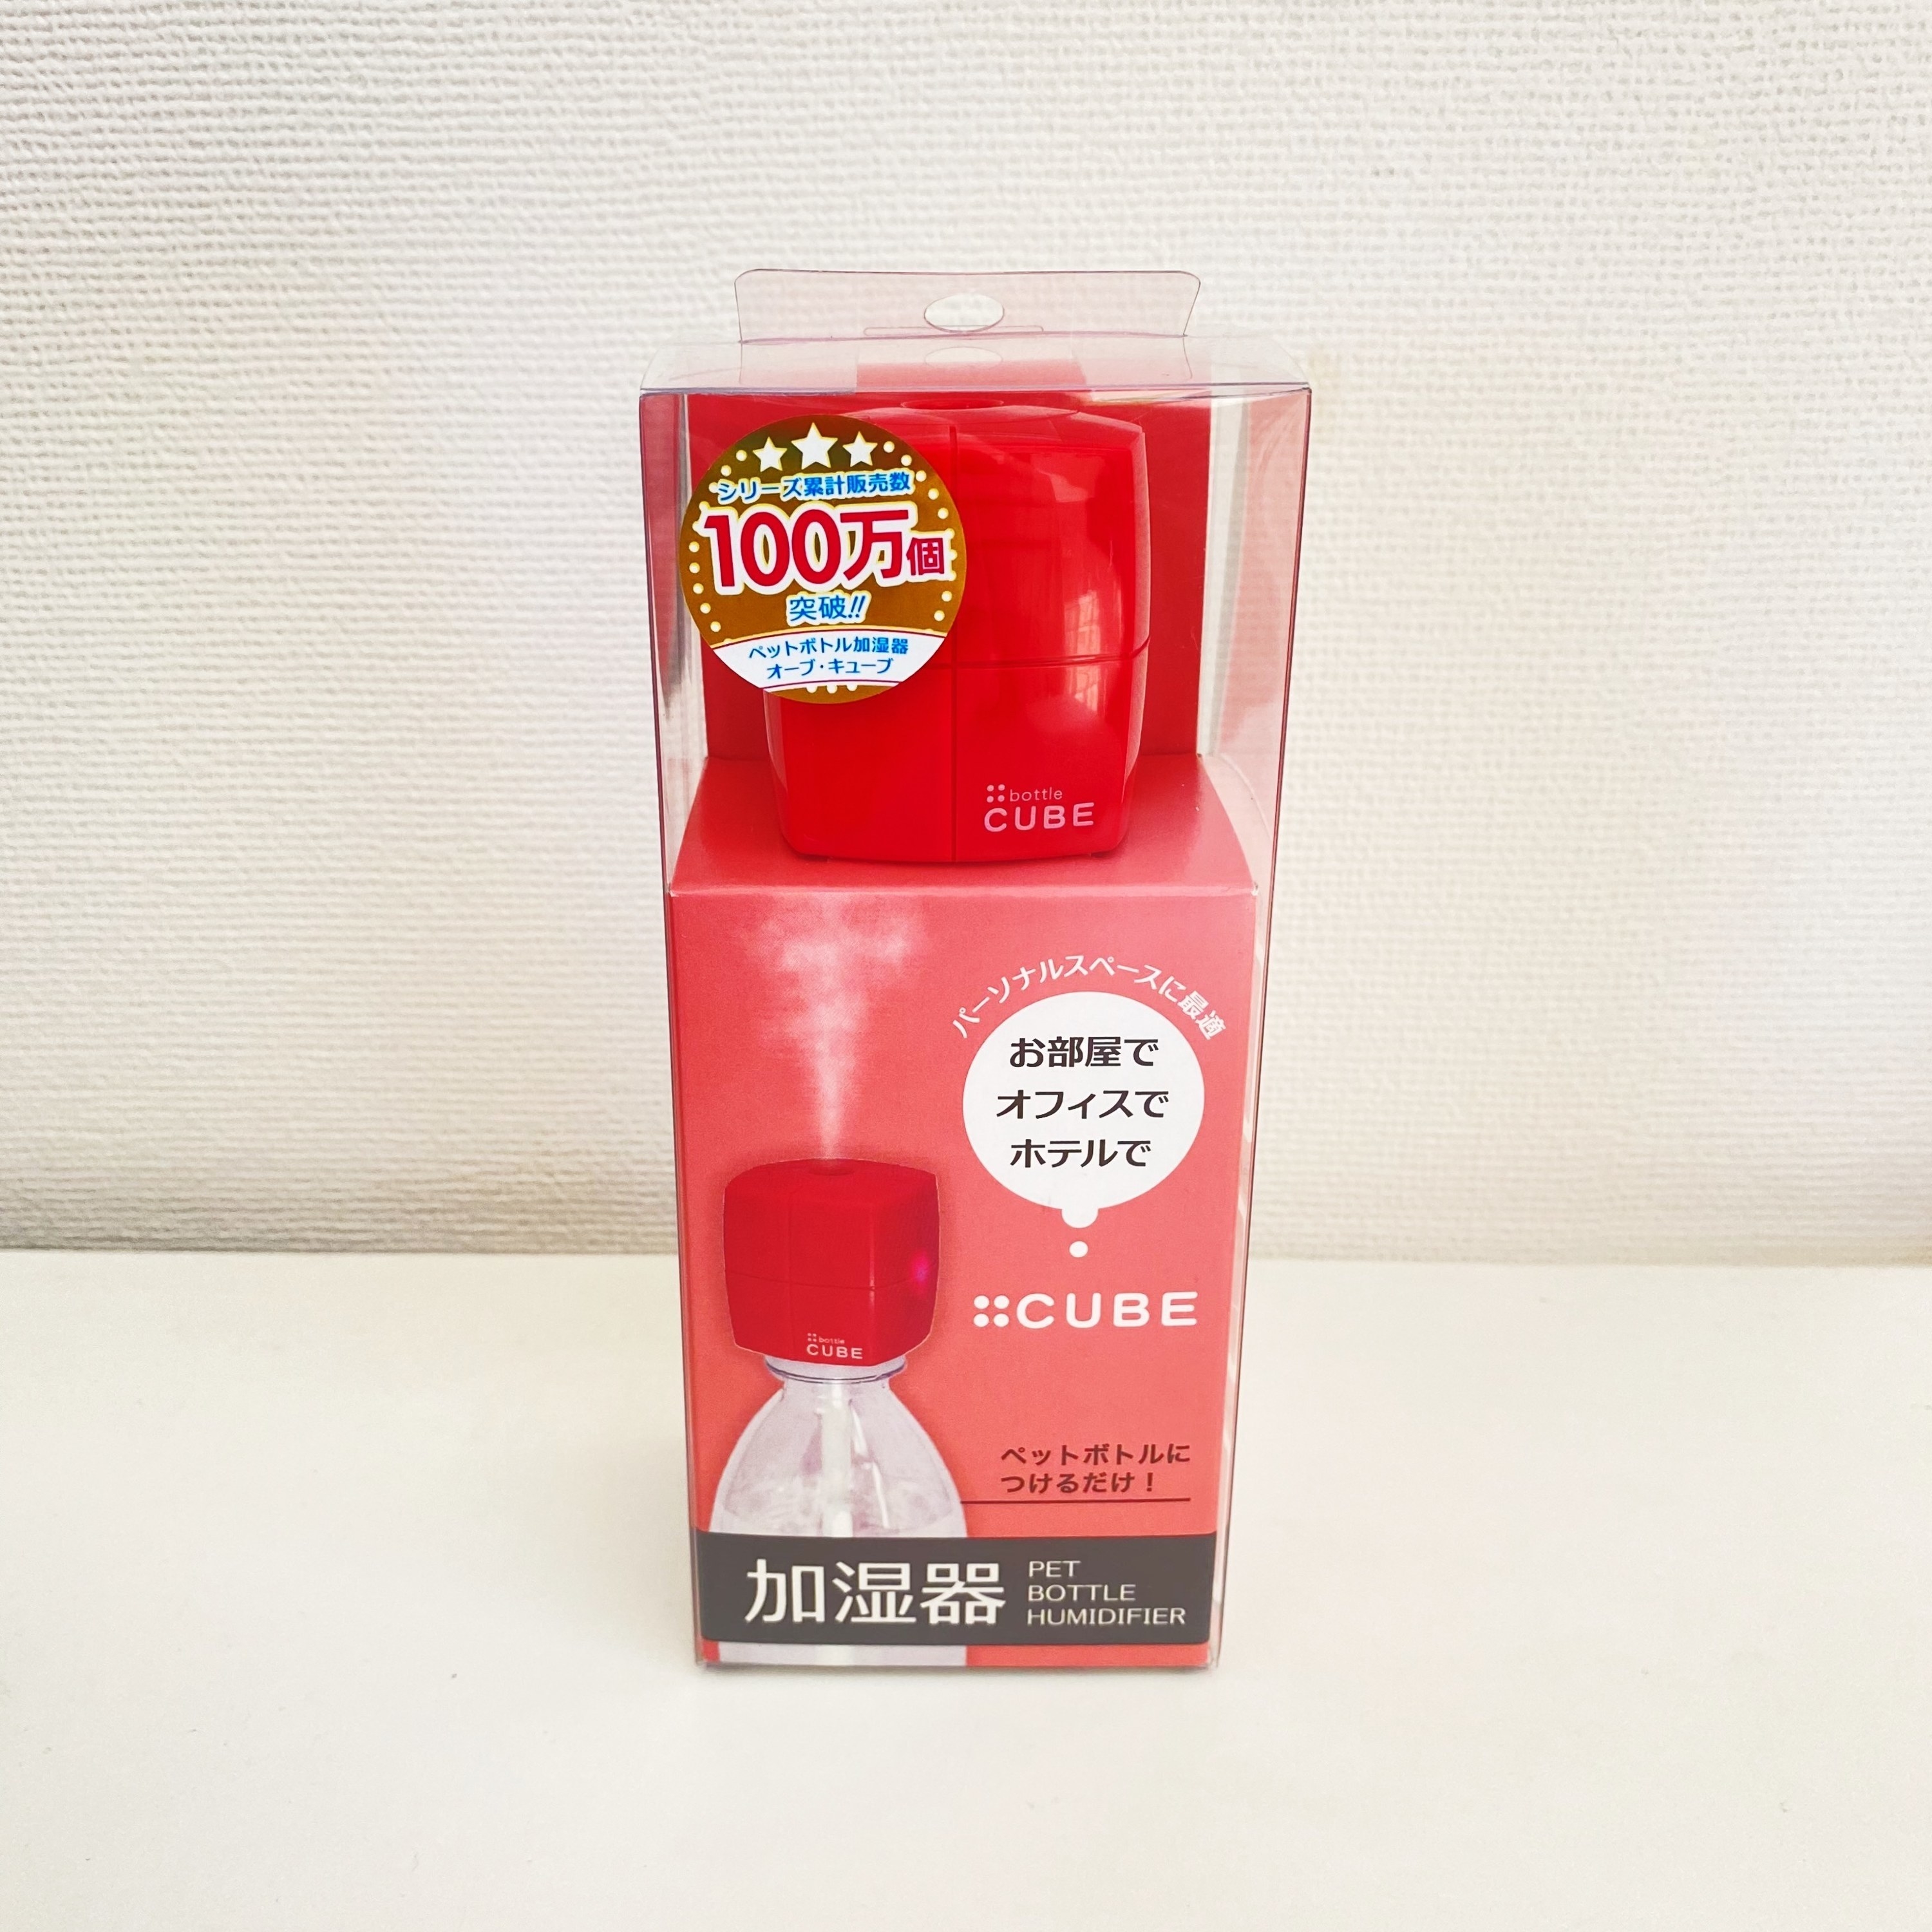 シリーズ累計販売数
100万個
突破!!
ペットボトル加湿器
オーブ・キューブ
bottle
CUBE
パーソナルスペースに最適
お部屋で
オフィスで
ホテルで
CUBE
bottle
CUBE
ペットボトルに
つけるだけ！
加湿器
PET
BOTTLE
HUMIDIFIER